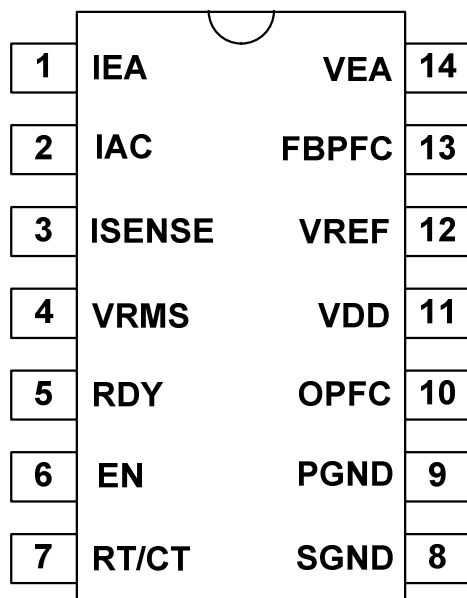 1 IEA VEA 14
2 IAC FBPFC 13
3 ISENSE VREF 12
4 VRMS VDD 11
5 RDY OPFC 10
6 EN PGND 9
7 RT/CT SGND 8